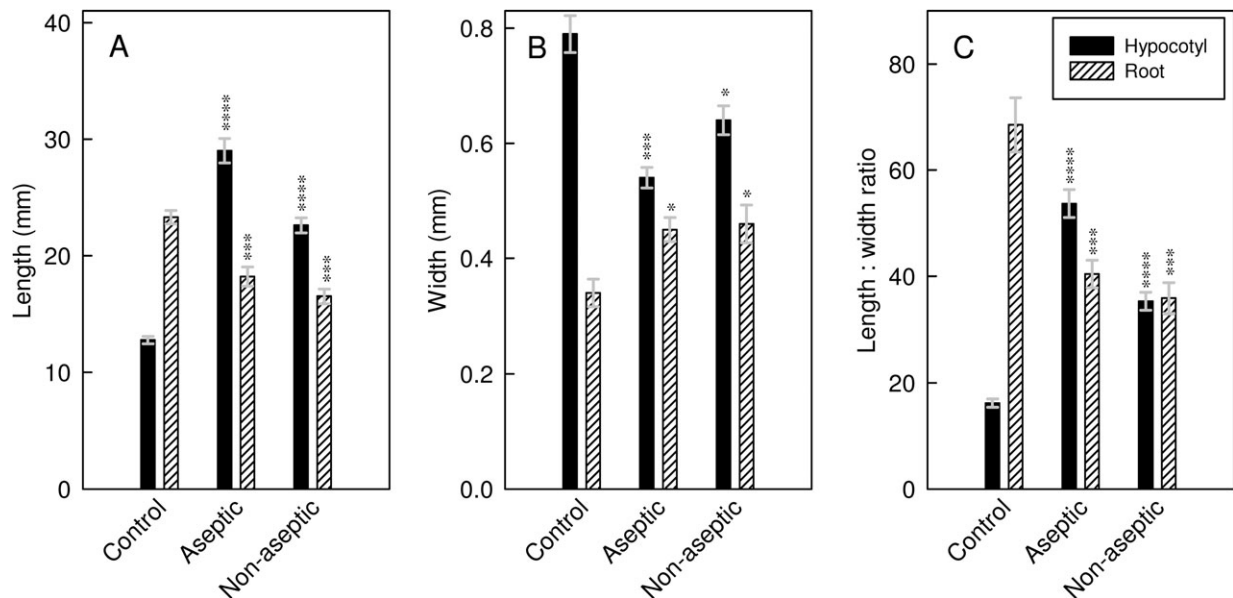 A
Length (mm)
40
30
20
10
0
****
***
****
***
Control
Aseptic
Non-aseptic
B
Width (mm)
0.8
0.6
0.4
0.2
0.0
***
*
*
*
Control
Aseptic
Non-aseptic
C
Hypocotyl
Root
Length : width ratio
80
60
40
20
0
****
***
****
***
Control
Aseptic
Non-aseptic